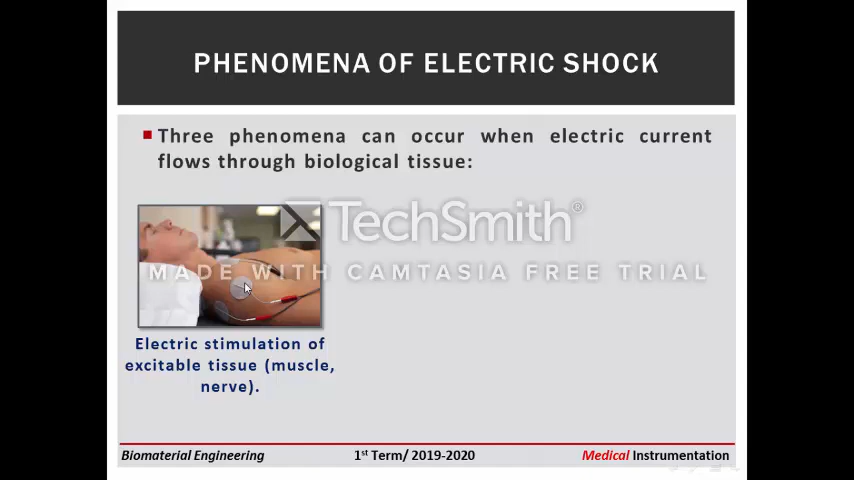 PHENOMENA OF ELECTRIC SHOCK
Three phenomena can occur when electric current
flows through biological tissue:
TechSmith®
MADE WITH CAMTASIA FREE TRIAL
Electric stimulation of
excitable tissue (muscle,
nerve).
Biomaterial Engineering 1st Term/ 2019-2020 Medical Instrumentation